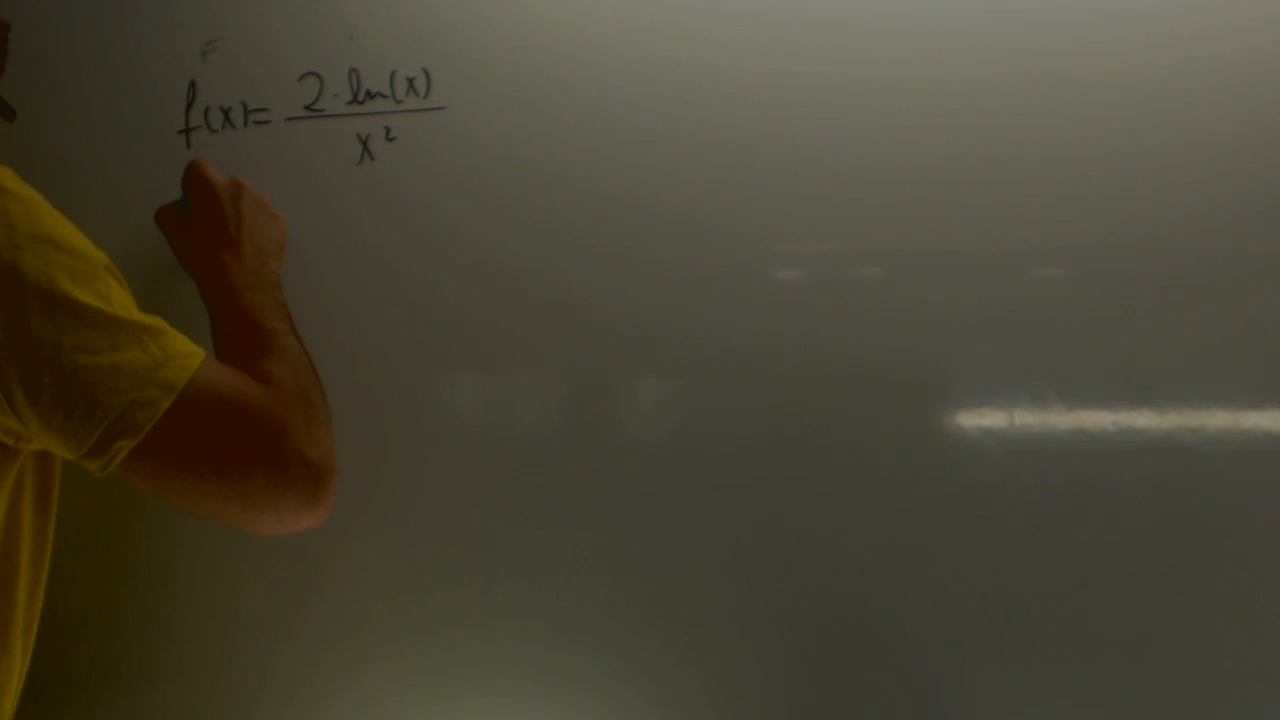 f(x)= 2·ln(x) / x²